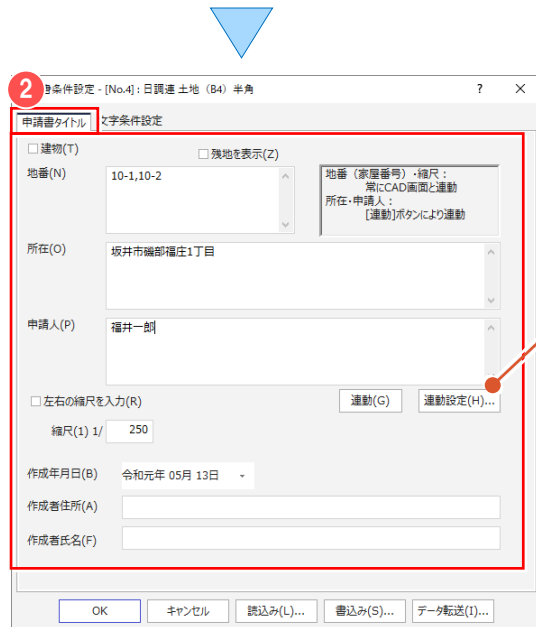 2
書条件設定 - [No.4] : 日調連 土地（B4）半角 ? ×
申請書タイトル 文字条件設定
建物(T)
残地を表示(Z)
地番(N)
10-1,10-2
地番（家屋番号）・縮尺：
常にCAD画面と連動
所在・申請人：
[連動]ボタンにより連動
所在(O)
坂井市磯部福庄1丁目
申請人(P)
福井一郎
左右の縮尺を入力(R)
連動(G) 連動設定(H)...
縮尺(1) 1/ 250
作成年月日(B) 令和元年 05月 13日
作成者住所(A)
作成者氏名(F)
OK キャンセル 読込み(L)... 書込み(S)... データ転送(I)...